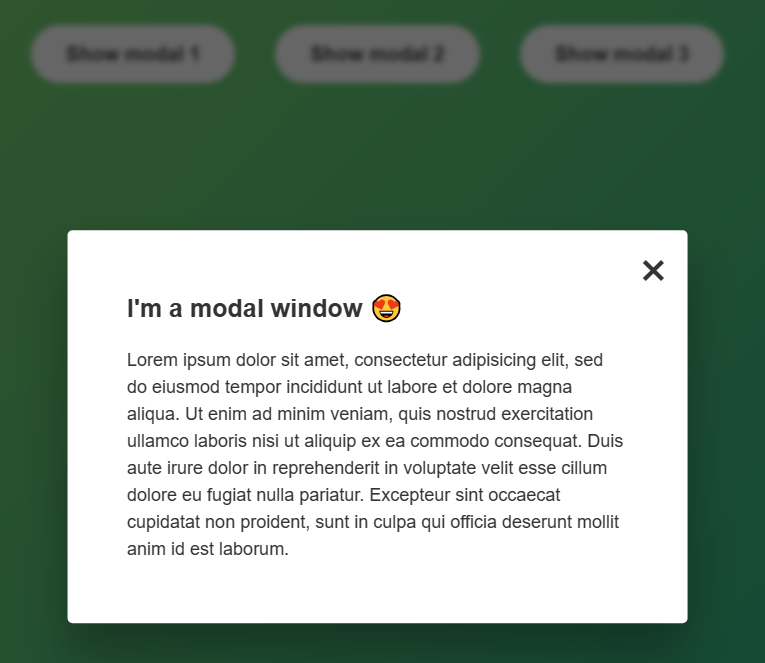 Show modal 1 Show modal 2 Show modal 3
×
I'm a modal window 😍
Lorem ipsum dolor sit amet, consectetur adipisicing elit, sed
do eiusmod tempor incididunt ut labore et dolore magna
aliqua. Ut enim ad minim veniam, quis nostrud exercitation
ullamco laboris nisi ut aliquip ex ea commodo consequat. Duis
aute irure dolor in reprehenderit in voluptate velit esse cillum
dolore eu fugiat nulla pariatur. Excepteur sint occaecat
cupidatat non proident, sunt in culpa qui officia deserunt mollit
anim id est laborum.